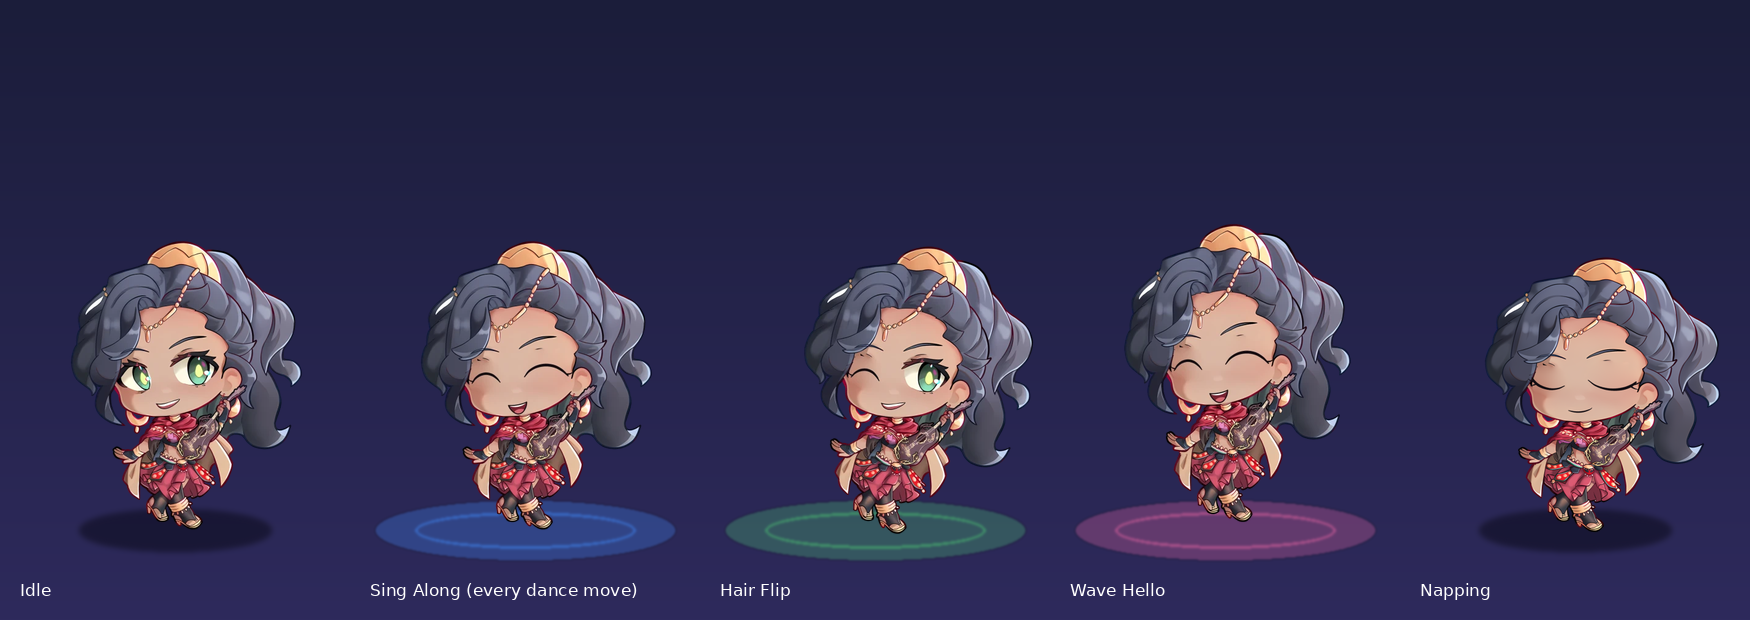 Idle
Sing Along (every dance move)
Hair Flip
Wave Hello
Napping